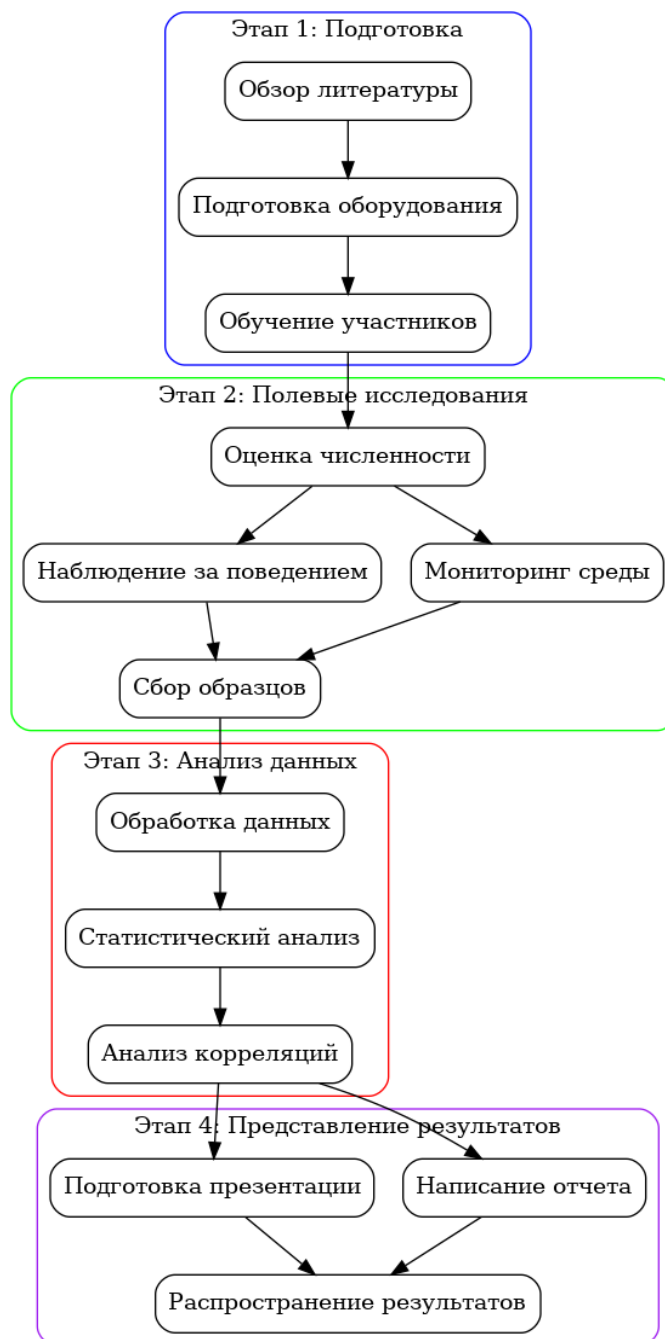 Этап 1: Подготовка
Обзор литературы
Подготовка оборудования
Обучение участников
Этап 2: Полевые исследования
Оценка численности
Наблюдение за поведением
Мониторинг среды
Сбор образцов
Этап 3: Анализ данных
Обработка данных
Статистический анализ
Анализ корреляций
Этап 4: Представление результатов
Подготовка презентации
Написание отчета
Распространение результатов